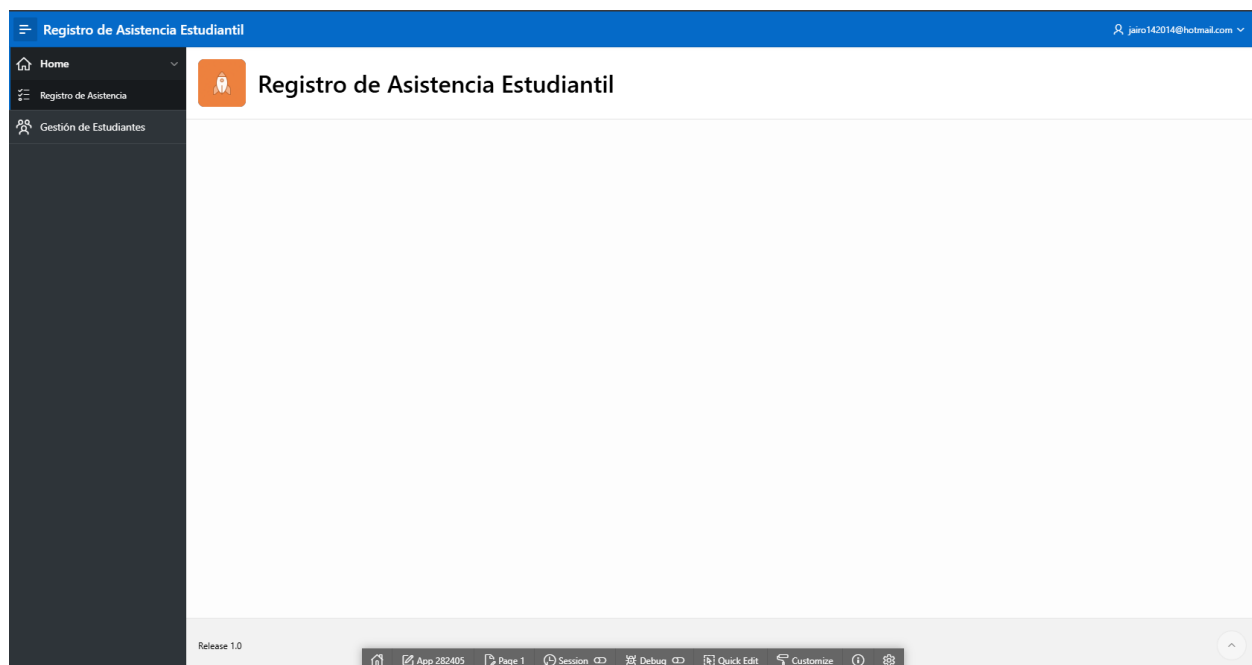 Registro de Asistencia Estudiantil
jairo142014@hotmail.com
Home
Registro de Asistencia
Gestión de Estudiantes
Registro de Asistencia Estudiantil
Release 1.0
App 282405 Page 1 Session Debug Quick Edit Customize